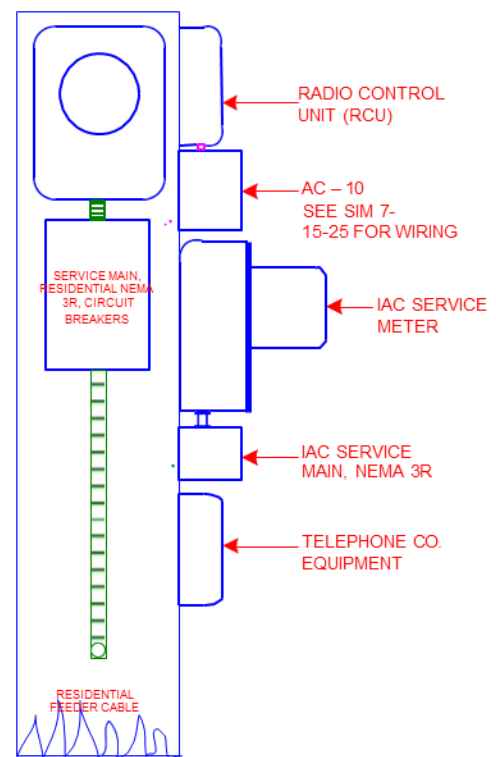 RADIO CONTROL
UNIT (RCU)
AC – 10
SEE SIM 7-
15-25 FOR WIRING
SERVICE MAIN,
RESIDENTIAL NEMA
3R, CIRCUIT
BREAKERS
IAC SERVICE
METER
IAC SERVICE
MAIN, NEMA 3R
TELEPHONE CO.
EQUIPMENT
RESIDENTIAL
FEEDER CABLE